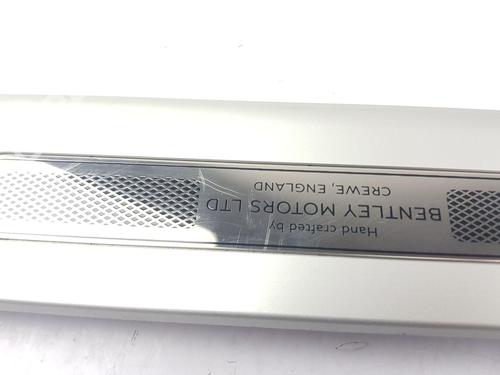 Hand crafted by
BENTLEY MOTORS LTD
CREWE, ENGLAND